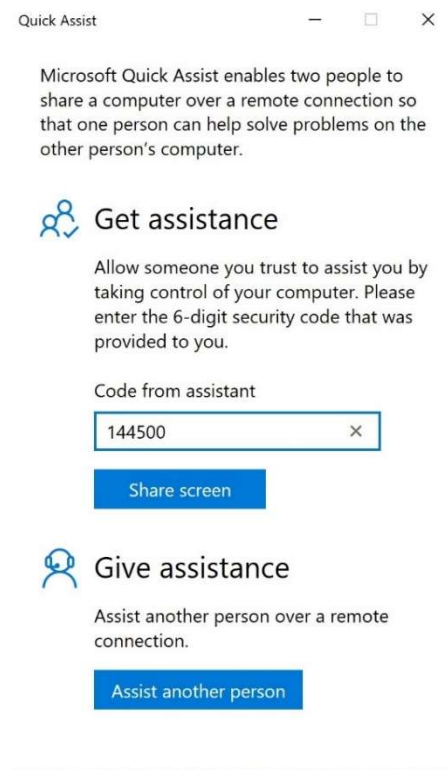 Quick Assist
Microsoft Quick Assist enables two people to
share a computer over a remote connection so
that one person can help solve problems on the
other person's computer.
Get assistance
Allow someone you trust to assist you by
taking control of your computer. Please
enter the 6-digit security code that was
provided to you.
Code from assistant
144500
Share screen
Give assistance
Assist another person over a remote
connection.
Assist another person